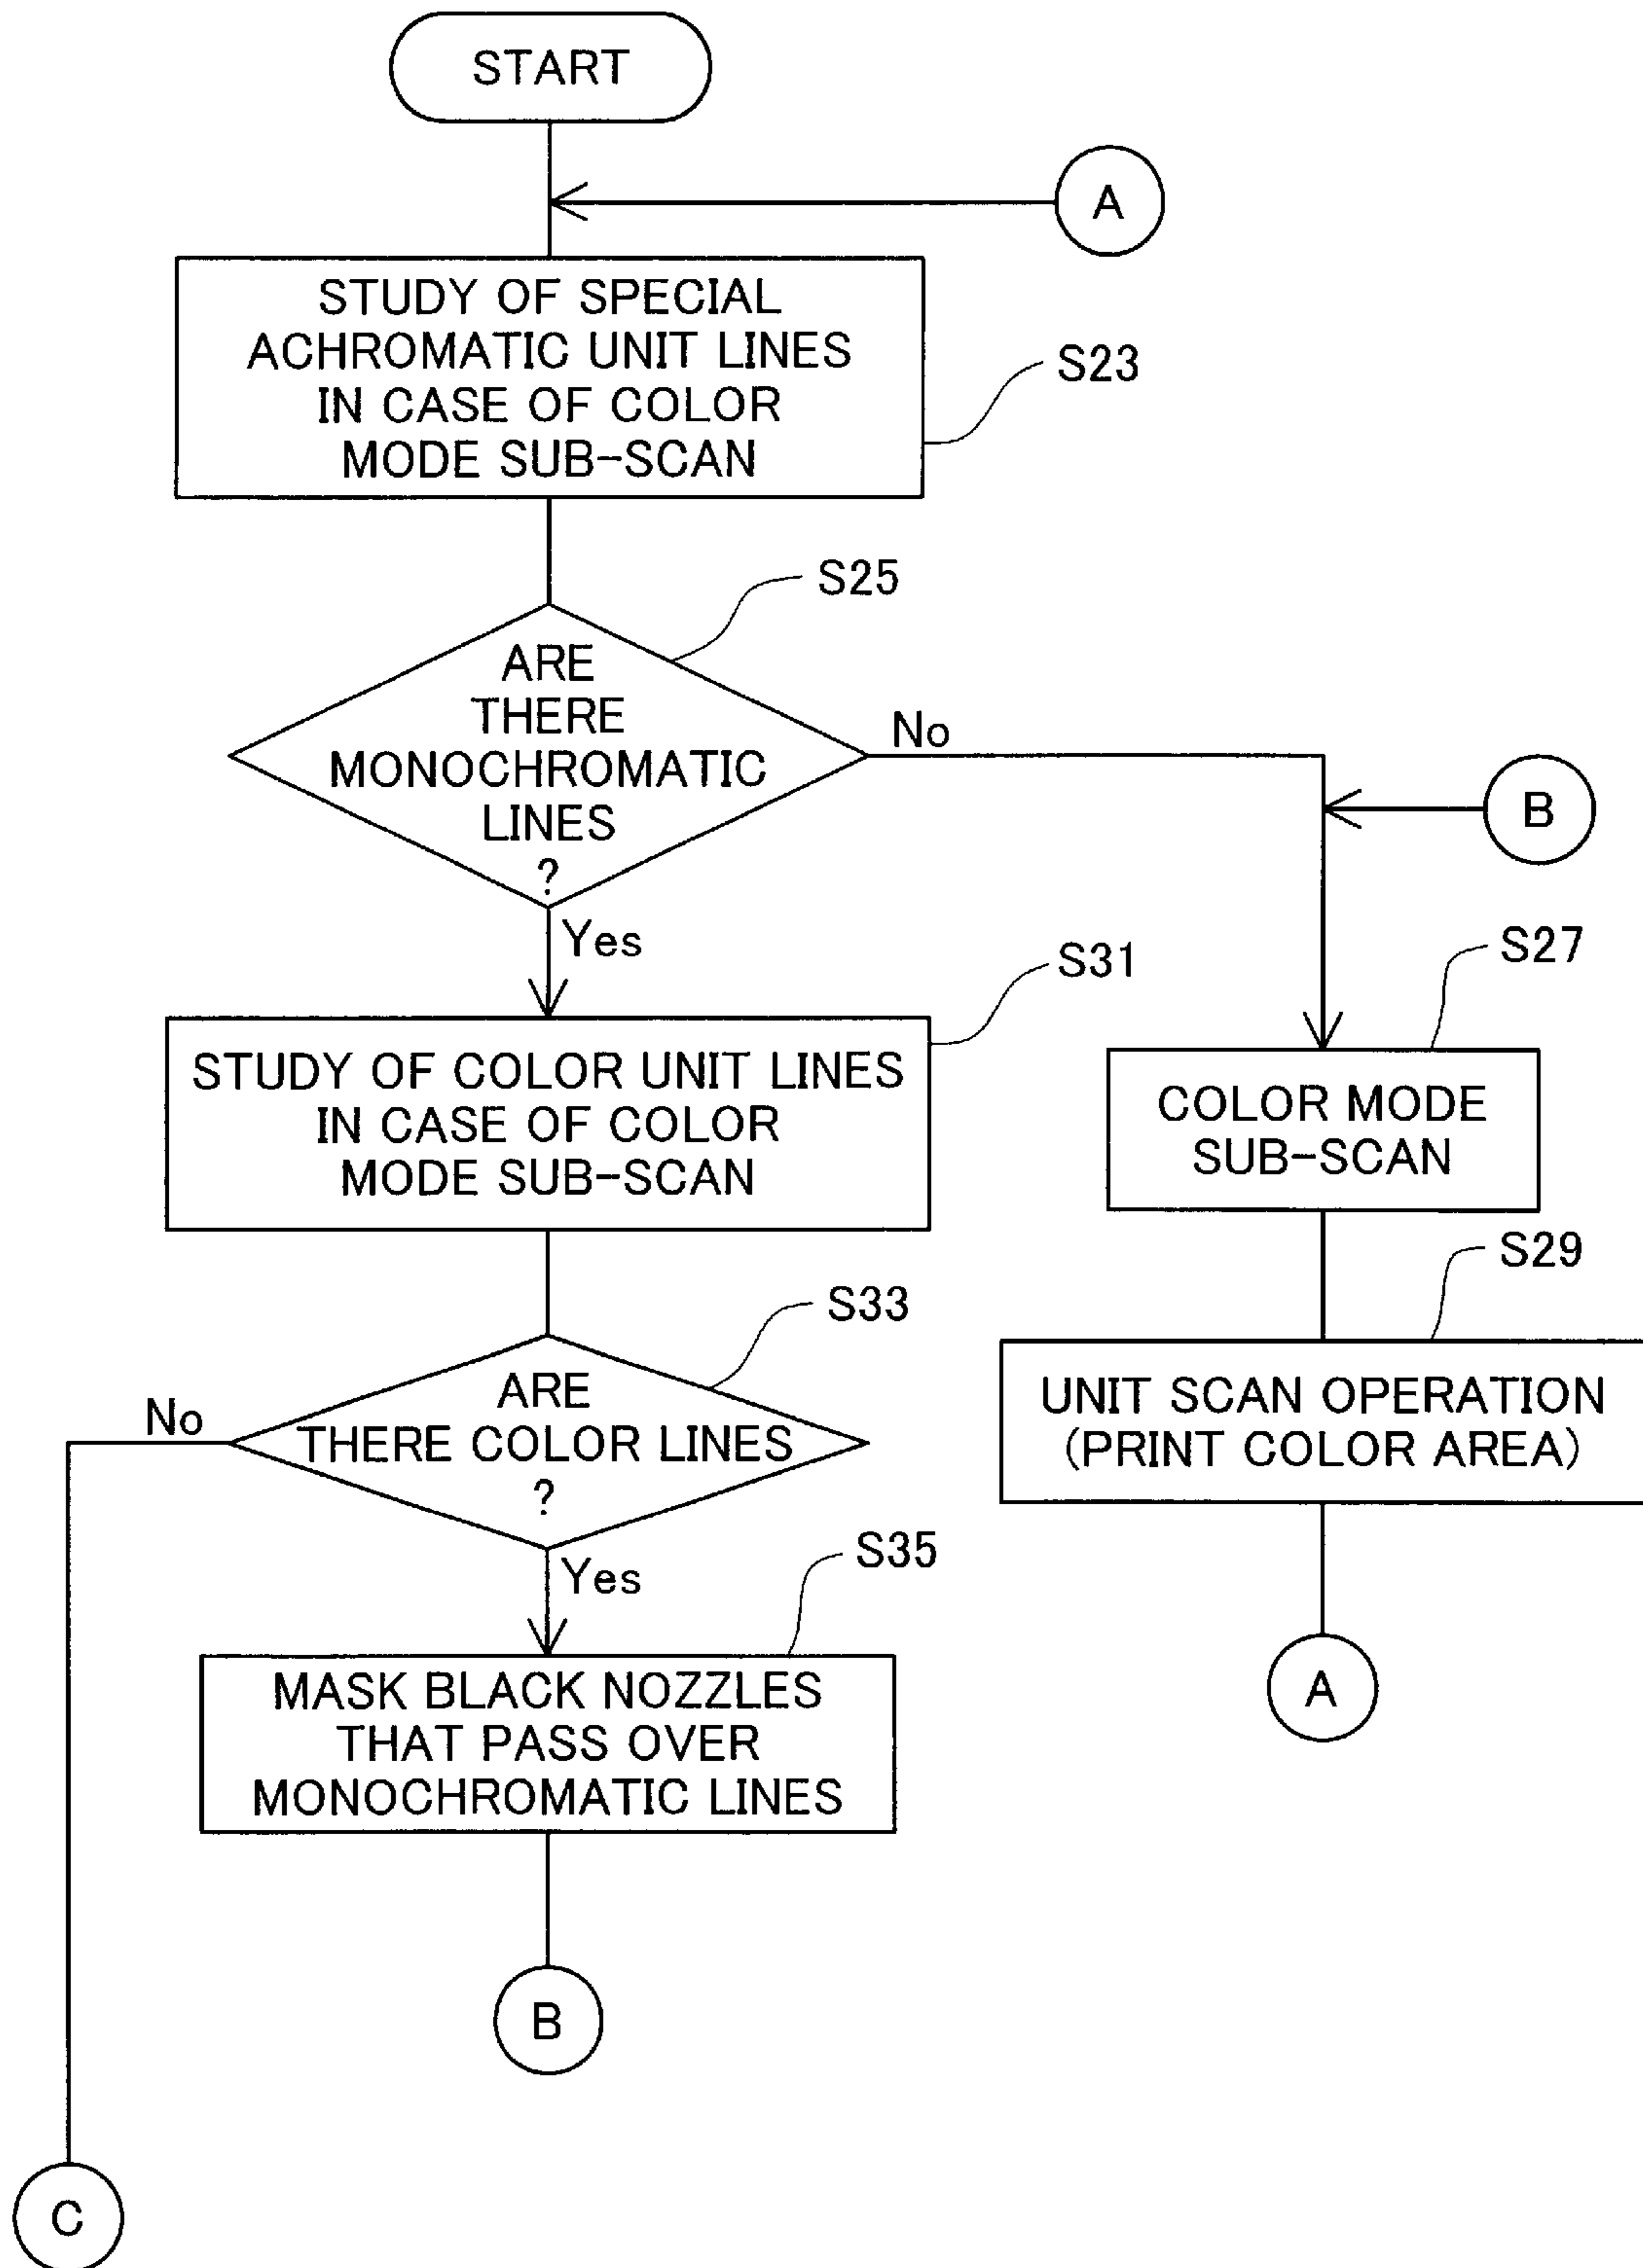 START
A
STUDY OF SPECIAL
ACHROMATIC UNIT LINES
IN CASE OF COLOR
MODE SUB-SCAN
S23
S25
ARE
THERE
MONOCHROMATIC
LINES
?
No
B
Yes
S27
S31
STUDY OF COLOR UNIT LINES
IN CASE OF COLOR
MODE SUB-SCAN
COLOR MODE
SUB-SCAN
S29
S33
ARE
THERE COLOR LINES
?
No
UNIT SCAN OPERATION
(PRINT COLOR AREA)
Yes
S35
MASK BLACK NOZZLES
THAT PASS OVER
MONOCHROMATIC LINES
A
B
C